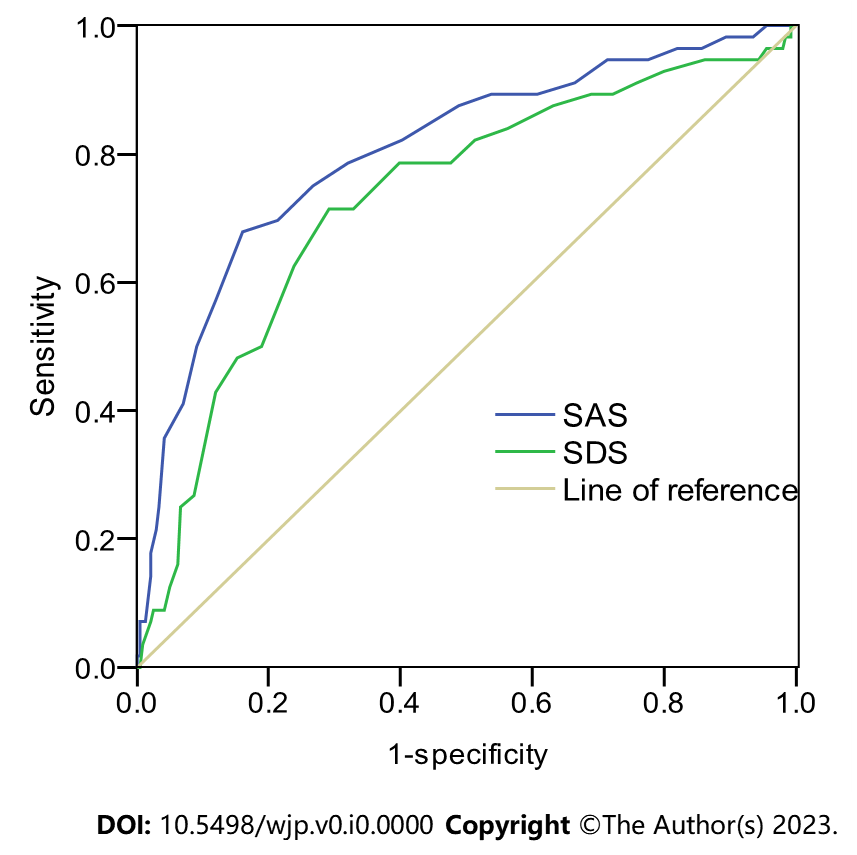 1.0
0.8
0.6
0.4
0.2
0.0
Sensitivity
SAS
SDS
Line of reference
0.0 0.2 0.4 0.6 0.8 1.0
1-specificity
DOI: 10.5498/wjp.v0.i0.0000 Copyright ©The Author(s) 2023.